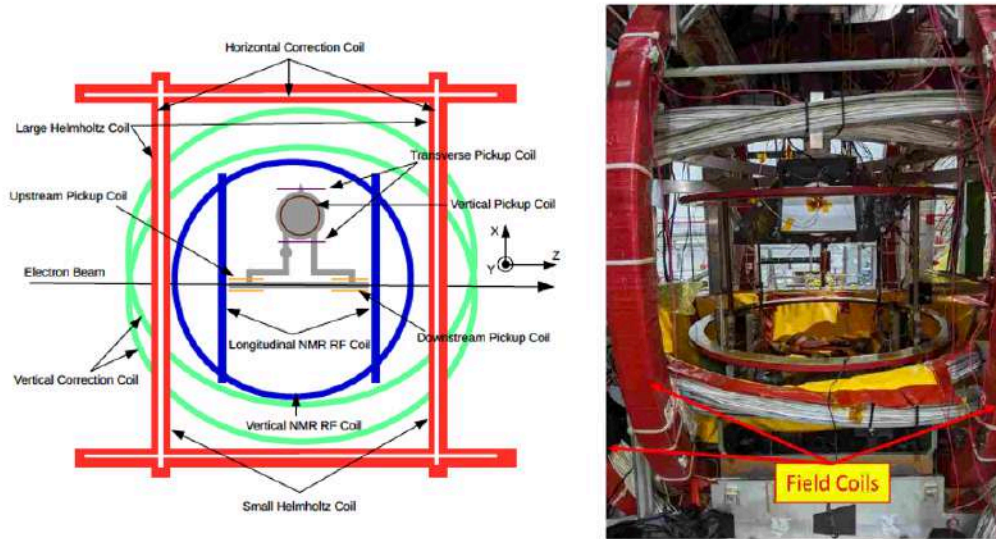 Horizontal Correction Coil
Large Helmholtz Coil
Transverse Pickup Coil
Upstream Pickup Coil
Vertical Pickup Coil
X
Y
Z
Electron Beam
Longitudinal NMR RF Coil
Downstream Pickup Coil
Vertical Correction Coil
Vertical NMR RF Coil
Small Helmholtz Coil
Field Coils